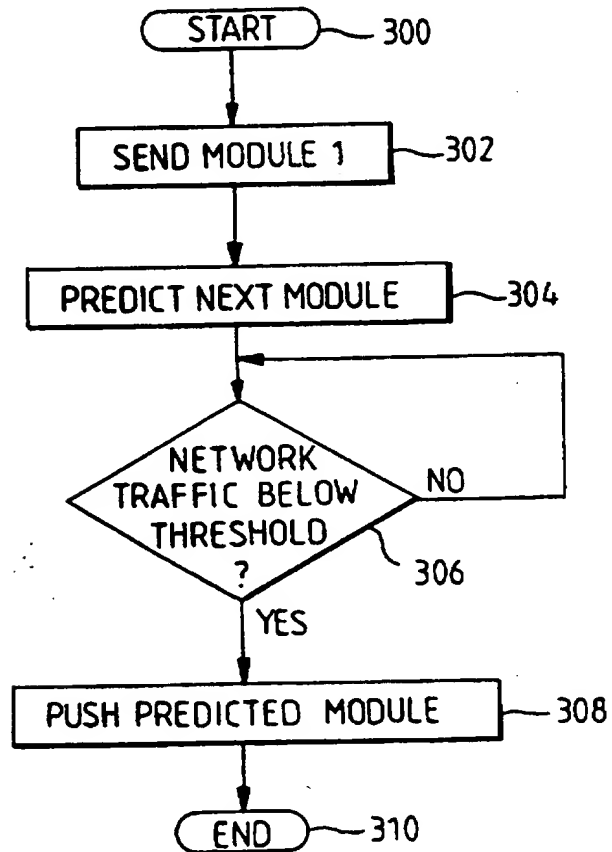 START
300
SEND MODULE 1
302
PREDICT NEXT MODULE
304
NETWORK
TRAFFIC BELOW
THRESHOLD
?
NO
306
YES
PUSH PREDICTED MODULE
308
END
310